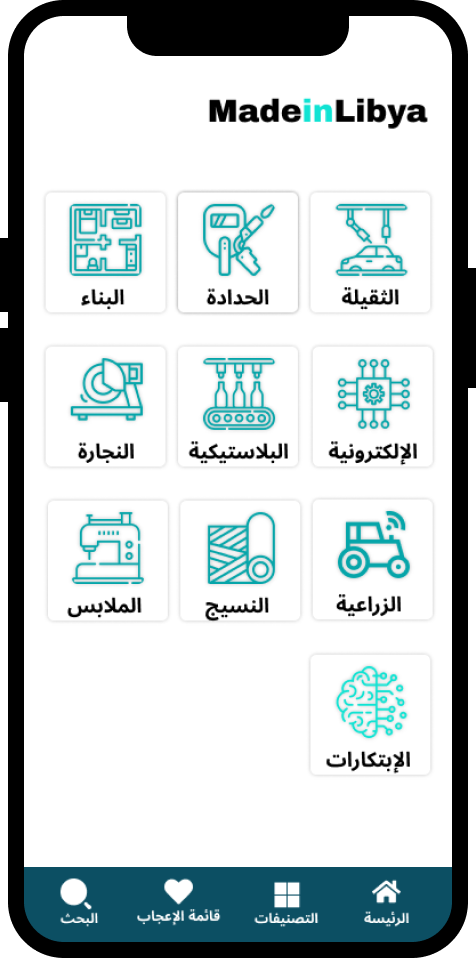 MadeinLibya
الثقيلة
الحدادة
البناء
الإلكترونية
البلاستيكية
النجارة
الزراعية
النسيج
الملابس
الإبتكارات
الرئيسة
التصنيفات
قائمة الإعجاب
البحث